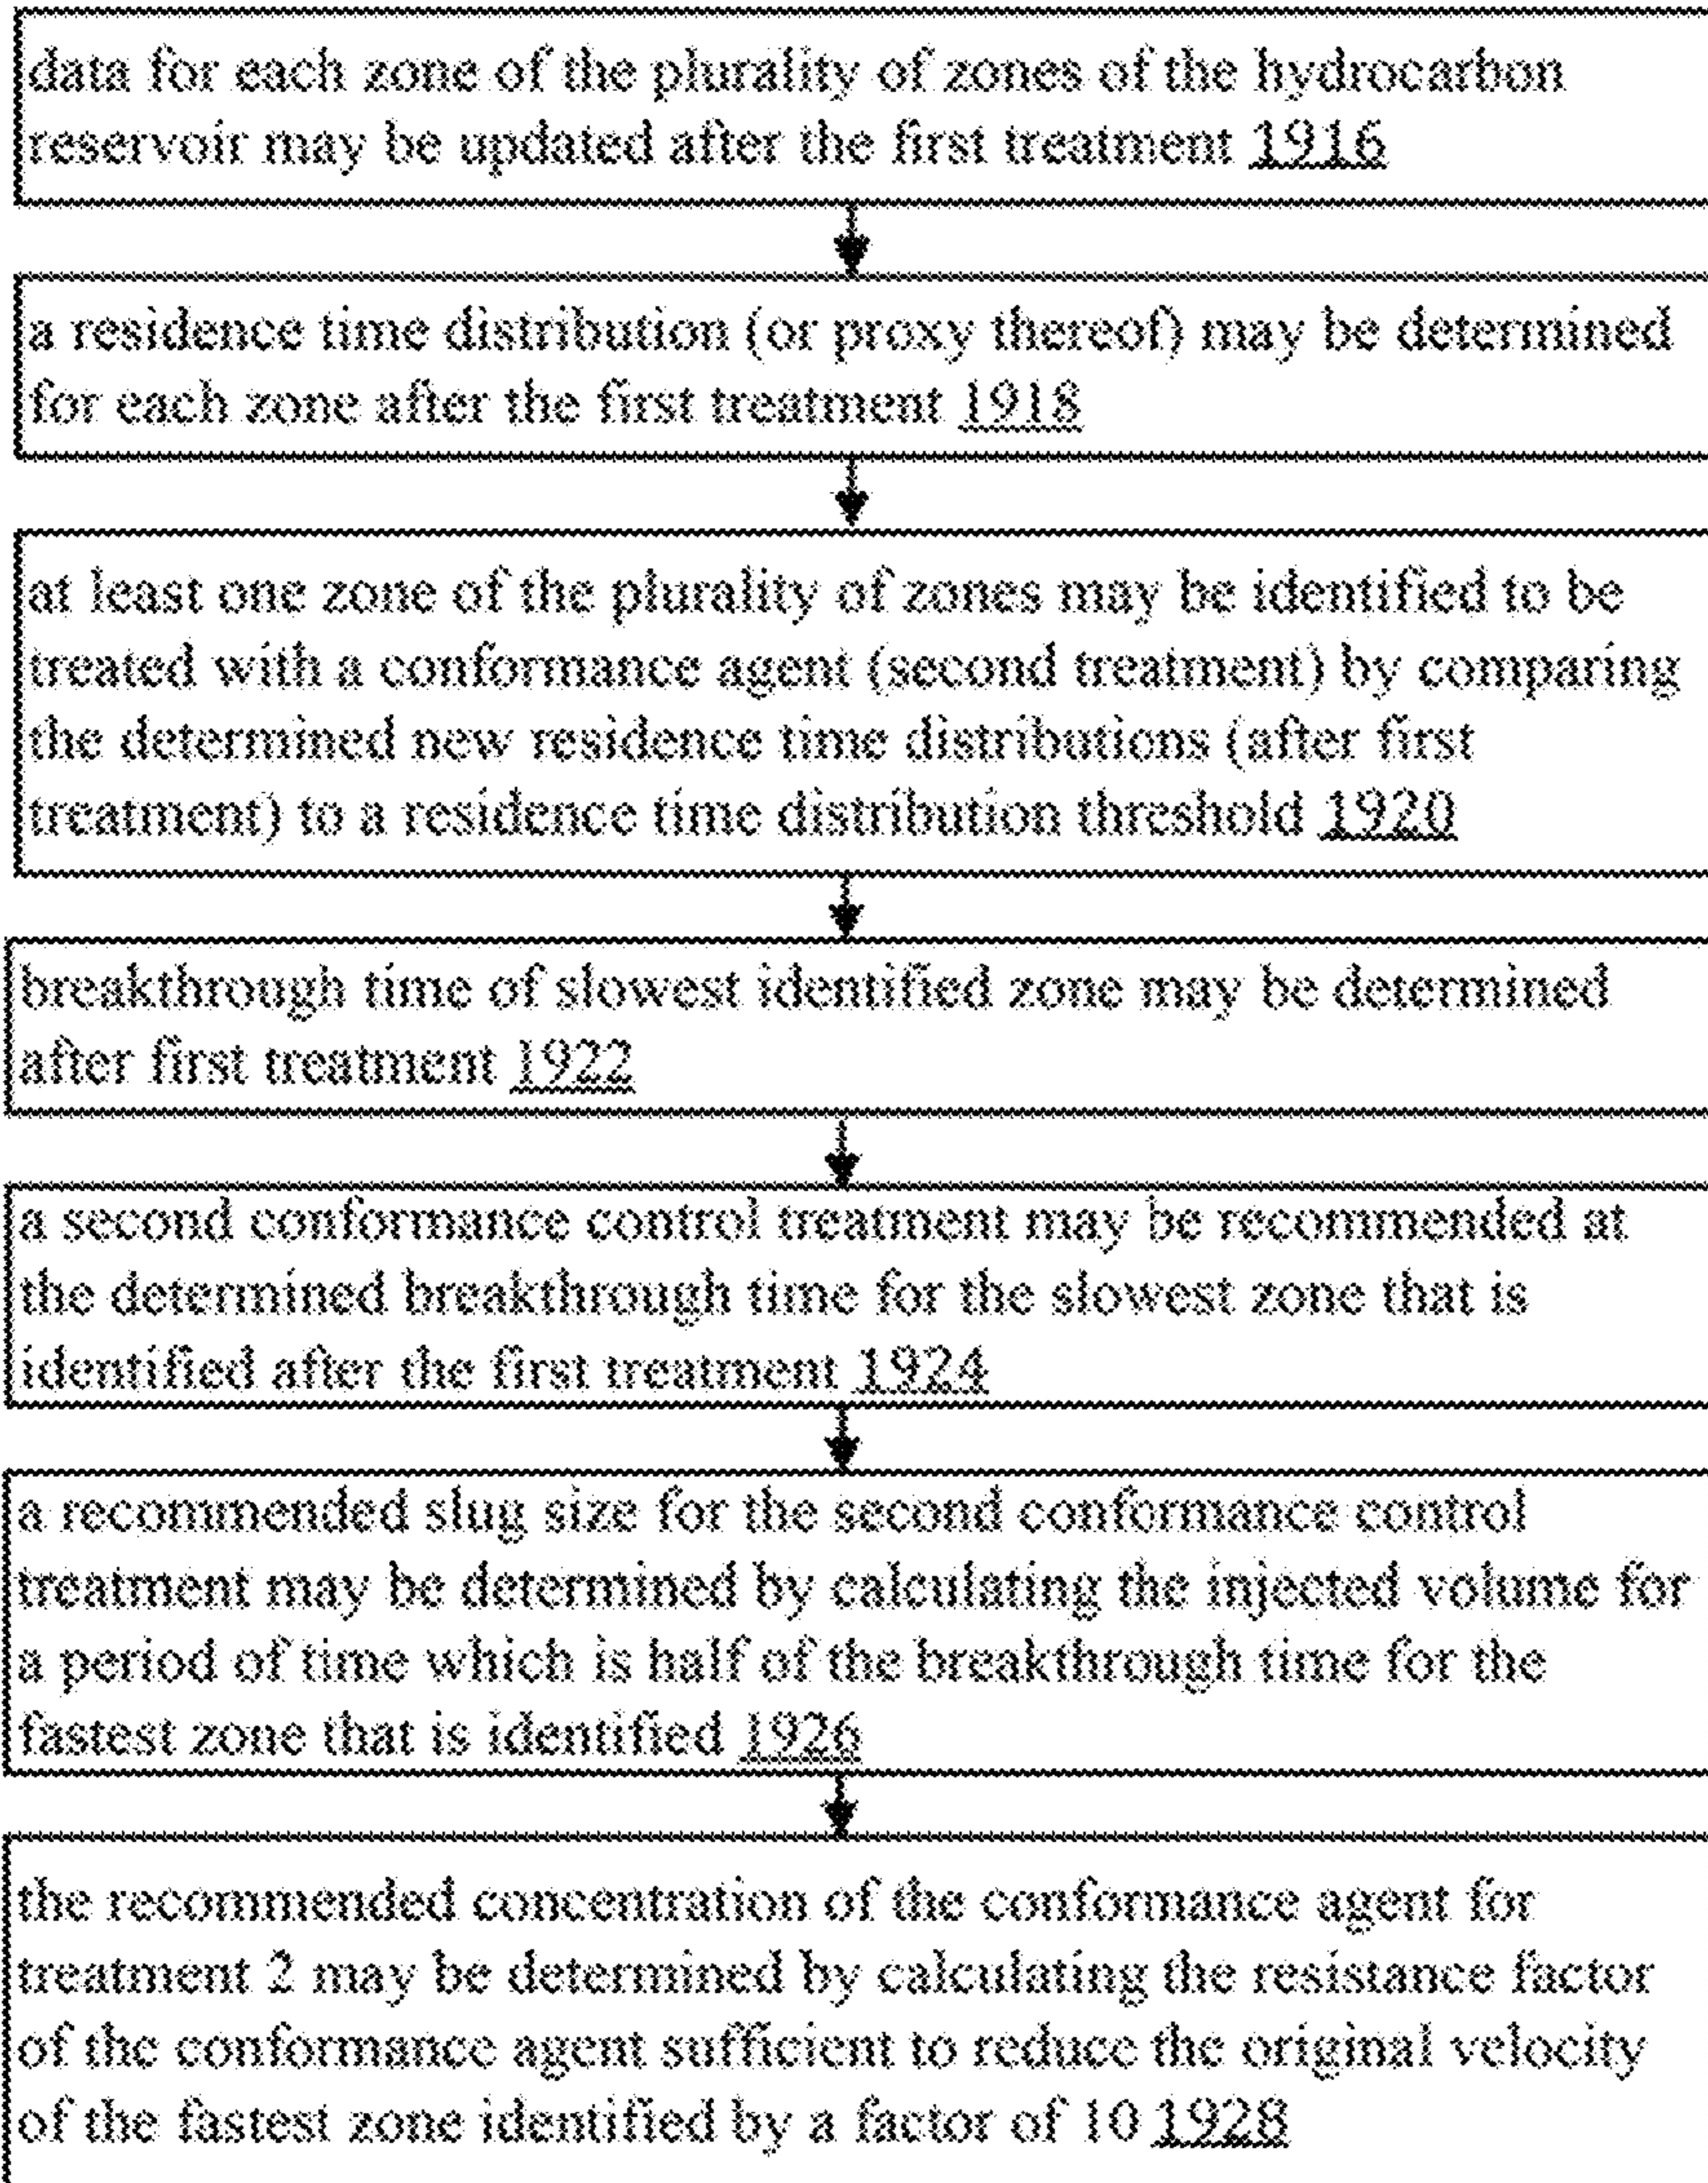 data for each zone of the plurality of zones of the hydrocarbon
reservoir may be updated after the first treatment 1916
a residence time distribution (or proxy thereof) may be determined
for each zone after the first treatment 1918
at least one zone of the plurality of zones may be identified to be
treated with a conformance agent (second treatment) by comparing
the determined new residence time distributions (after first
treatment) to a residence time distribution threshold 1920
breakthrough time of slowest identified zone may be determined
after first treatment 1922
a second conformance control treatment may be recommended at
the determined breakthrough time for the slowest zone that is
identified after the first treatment 1924
a recommended slug size for the second conformance control
treatment may be determined by calculating the injected volume for
a period of time which is half of the breakthrough time for the
fastest zone that is identified 1926
the recommended concentration of the conformance agent for
treatment 2 may be determined by calculating the resistance factor
of the conformance agent sufficient to reduce the original velocity
of the fastest zone identified by a factor of 10 1928